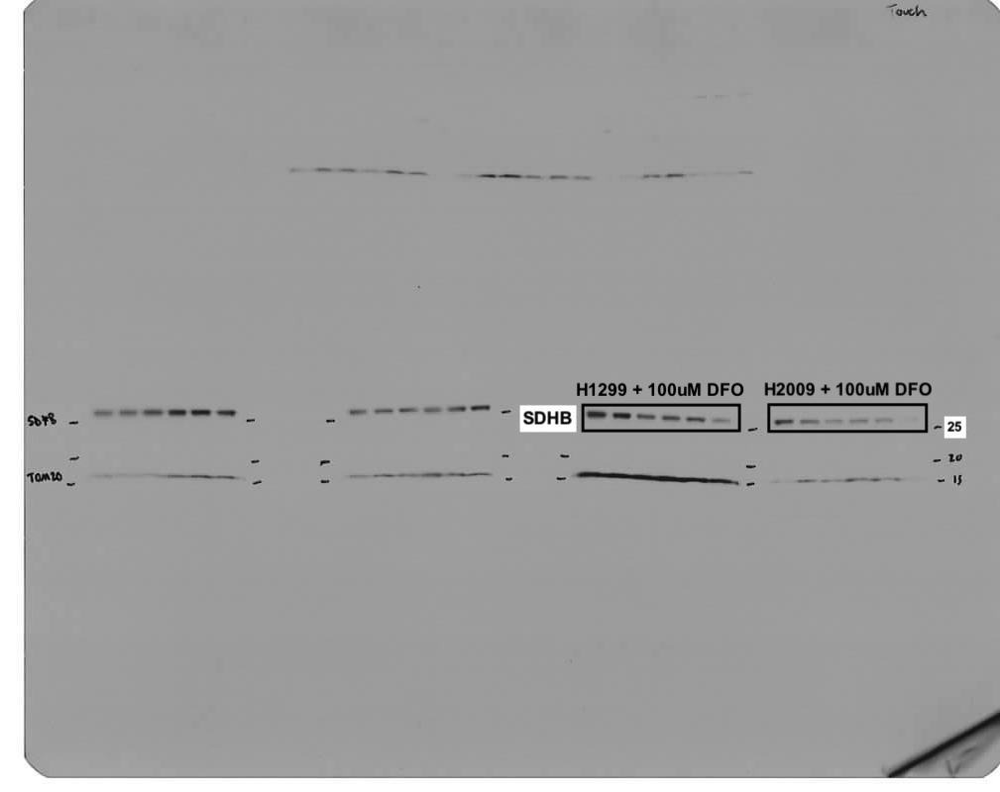 Touch
H1299 + 100uM DFO
H2009 + 100uM DFO
SDHB
SDHB
25
20
TOM20
15